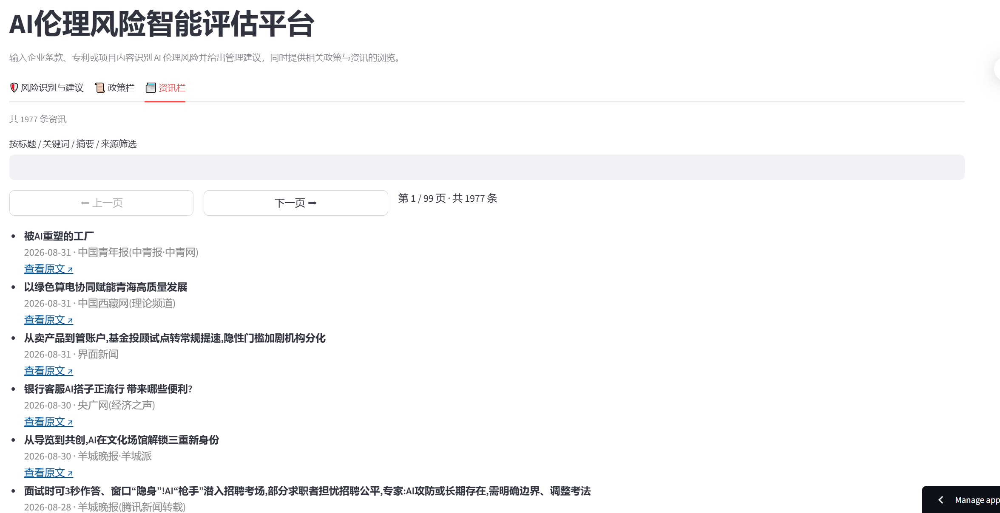 AI伦理风险智能评估平台
输入企业条款、专利或项目内容识别 AI 伦理风险并给出管理建议，同时提供相关政策与资讯的浏览。
风险识别与建议 政策栏 资讯栏
共 1977 条资讯
按标题 / 关键词 / 摘要 / 来源筛选
⬅ 上一页 下一页 ➡ 第 1 / 99 页 · 共 1977 条
• 被AI重塑的工厂
2026-08-31 · 中国青年报(中青报·中青网)
查看原文 ↗
• 以绿色算电协同赋能青海高质量发展
2026-08-31 · 中国西藏网(理论频道)
查看原文 ↗
• 从卖产品到管账户,基金投顾试点转常规提速,隐性门槛加剧机构分化
2026-08-31 · 界面新闻
查看原文 ↗
• 银行客服AI搭子正流行 带来哪些便利?
2026-08-30 · 央广网(经济之声)
查看原文 ↗
• 从导览到共创,AI在文化场馆解锁三重新身份
2026-08-30 · 羊城晚报·羊城派
查看原文 ↗
• 面试时可3秒作答、窗口“隐身”!AI“枪手”潜入招聘考场,部分求职者担忧招聘公平,专家:AI攻防或长期存在,需明确边界、调整考法
2026-08-28 · 羊城晚报(腾讯新闻转载)
Manage app